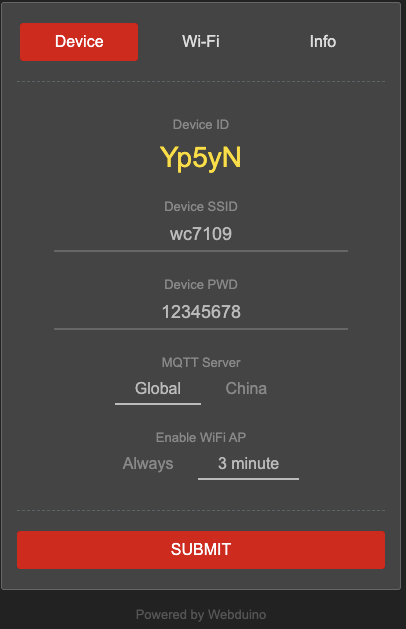 Device Wi-Fi Info
Device ID
Yp5yN
Device SSID
wc7109
Device PWD
12345678
MQTT Server
Global China
Enable WiFi AP
Always 3 minute
SUBMIT
Powered by Webduino